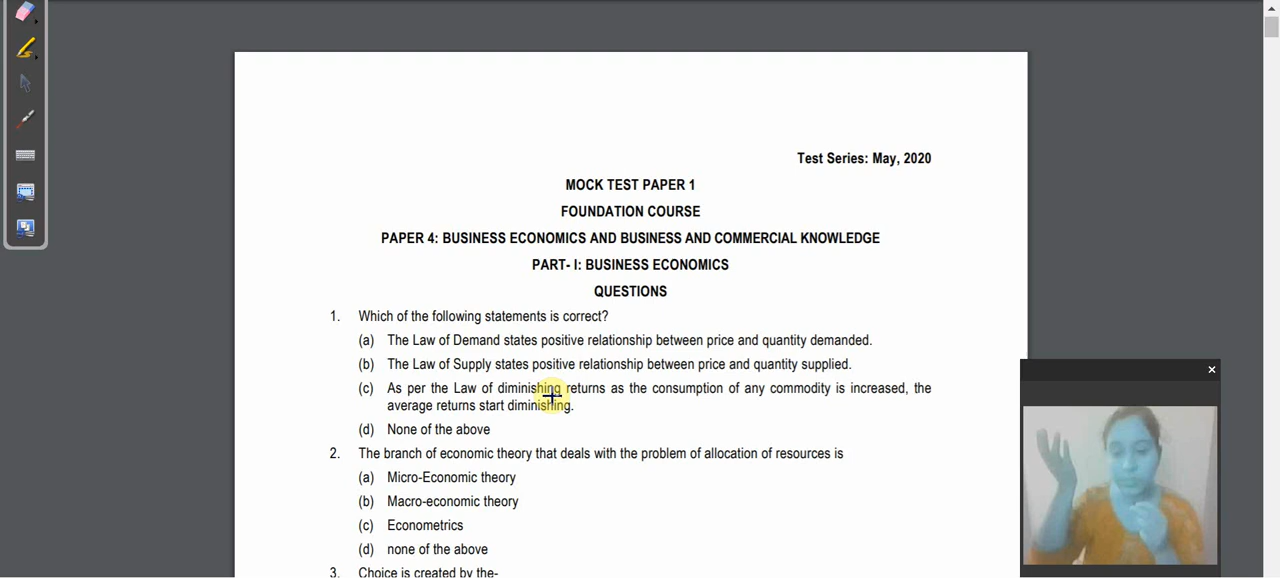 Test Series: May, 2020
MOCK TEST PAPER 1
FOUNDATION COURSE
PAPER 4: BUSINESS ECONOMICS AND BUSINESS AND COMMERCIAL KNOWLEDGE
PART- I: BUSINESS ECONOMICS
QUESTIONS
1. Which of the following statements is correct?
(a) The Law of Demand states positive relationship between price and quantity demanded.
(b) The Law of Supply states positive relationship between price and quantity supplied.
(c) As per the Law of diminishing returns as the consumption of any commodity is increased, the
average returns start diminishing.
(d) None of the above
2. The branch of economic theory that deals with the problem of allocation of resources is
(a) Micro-Economic theory
(b) Macro-economic theory
(c) Econometrics
(d) none of the above
3. Choice is created by the-